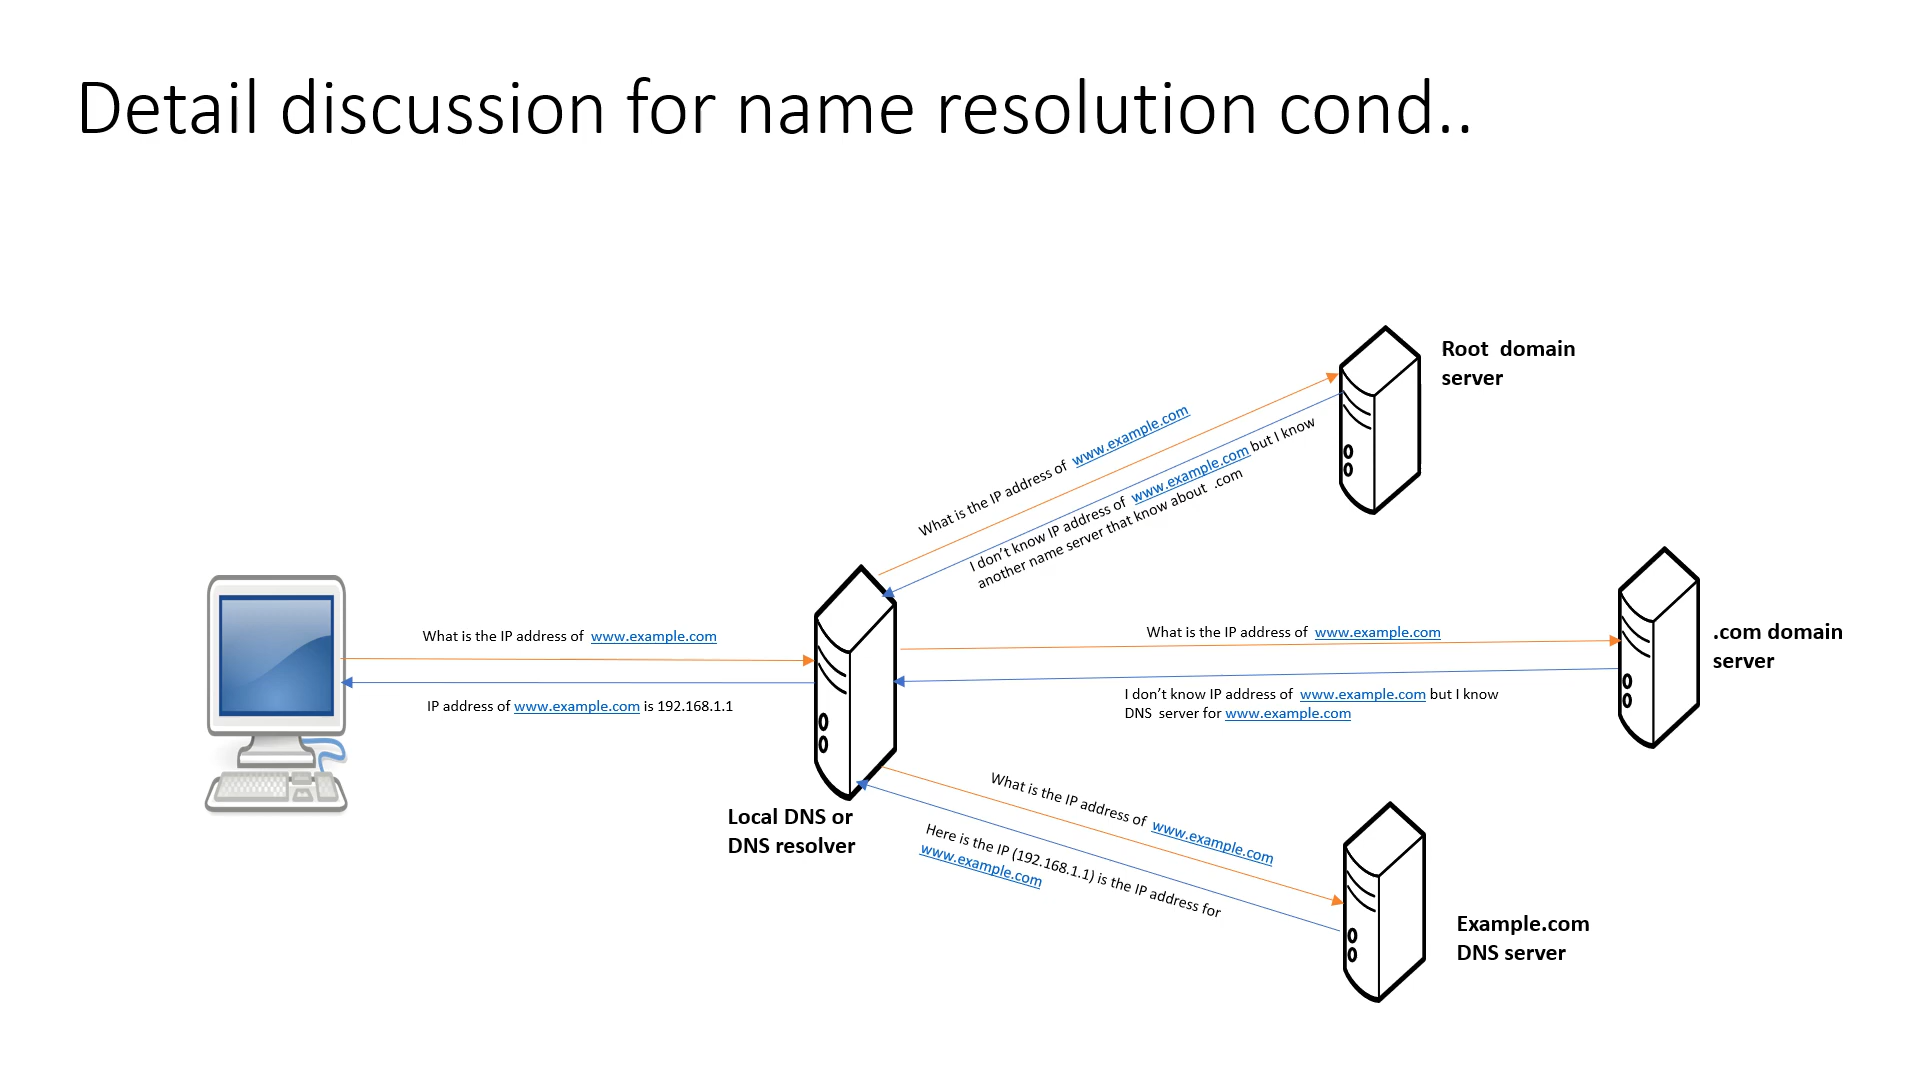 Detail discussion for name resolution cond..
Root domain
server
What is the IP address of www.example.com
I don't know IP address of www.example.com but I know
another name server that know about .com
What is the IP address of www.example.com
IP address of www.example.com is 192.168.1.1
What is the IP address of www.example.com
I don't know IP address of www.example.com but I know
DNS server for www.example.com
.com domain
server
Local DNS or
DNS resolver
What is the IP address of www.example.com
Here is the IP (192.168.1.1) is the IP address for
www.example.com
Example.com
DNS server